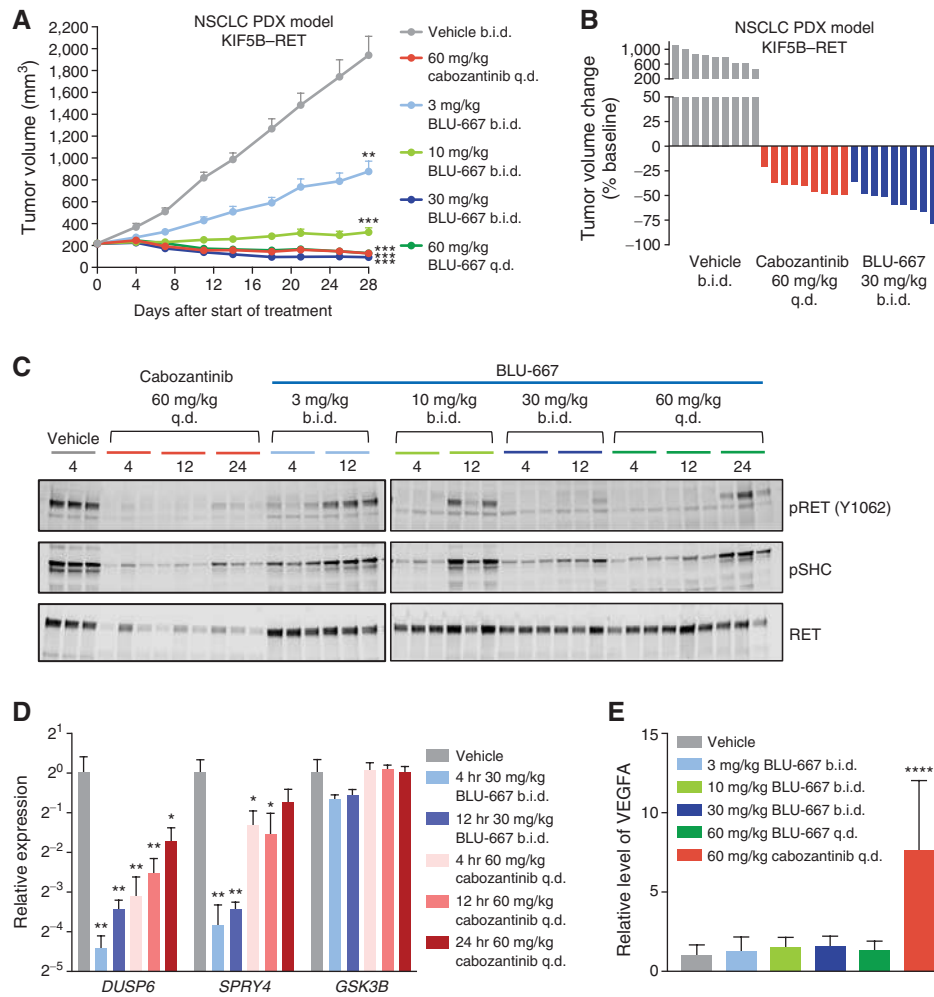 A
NSCLC PDX model
KIF5B–RET
Tumor volume (mm³)
2,200
2,000
1,800
1,600
1,400
1,200
1,000
800
600
400
200
0
0 4 8 12 16 20 24 28
Days after start of treatment
**
***
***
***
***
Vehicle b.i.d.
60 mg/kg
cabozantinib q.d.
3 mg/kg
BLU-667 b.i.d.
10 mg/kg
BLU-667 b.i.d.
30 mg/kg
BLU-667 b.i.d.
60 mg/kg
BLU-667 q.d.
B
NSCLC PDX model
KIF5B–RET
Tumor volume change
(% baseline)
1,000
600
200
50
25
0
−25
−50
−75
−100
Vehicle
b.i.d.
Cabozantinib
60 mg/kg
q.d.
BLU-667
30 mg/kg
b.i.d.
C
Cabozantinib
60 mg/kg
q.d.
BLU-667
3 mg/kg
b.i.d.
10 mg/kg
b.i.d.
30 mg/kg
b.i.d.
60 mg/kg
q.d.
Vehicle
4 4 12 24 4 12 4 12 4 12 4 12 24
pRET (Y1062)
pSHC
RET
D
Relative expression
2¹
2⁰
2⁻¹
2⁻²
2⁻³
2⁻⁴
2⁻⁵
** ** ** ** *
** ** * *
DUSP6 SPRY4 GSK3B
Vehicle
4 hr 30 mg/kg
BLU-667 b.i.d.
12 hr 30 mg/kg
BLU-667 b.i.d.
4 hr 60 mg/kg
cabozantinib q.d.
12 hr 60 mg/kg
cabozantinib q.d.
24 hr 60 mg/kg
cabozantinib q.d.
E
Relative level of VEGFA
15
10
5
0
Vehicle
3 mg/kg BLU-667 b.i.d.
10 mg/kg BLU-667 b.i.d.
30 mg/kg BLU-667 b.i.d.
60 mg/kg BLU-667 q.d.
60 mg/kg cabozantinib q.d.
****